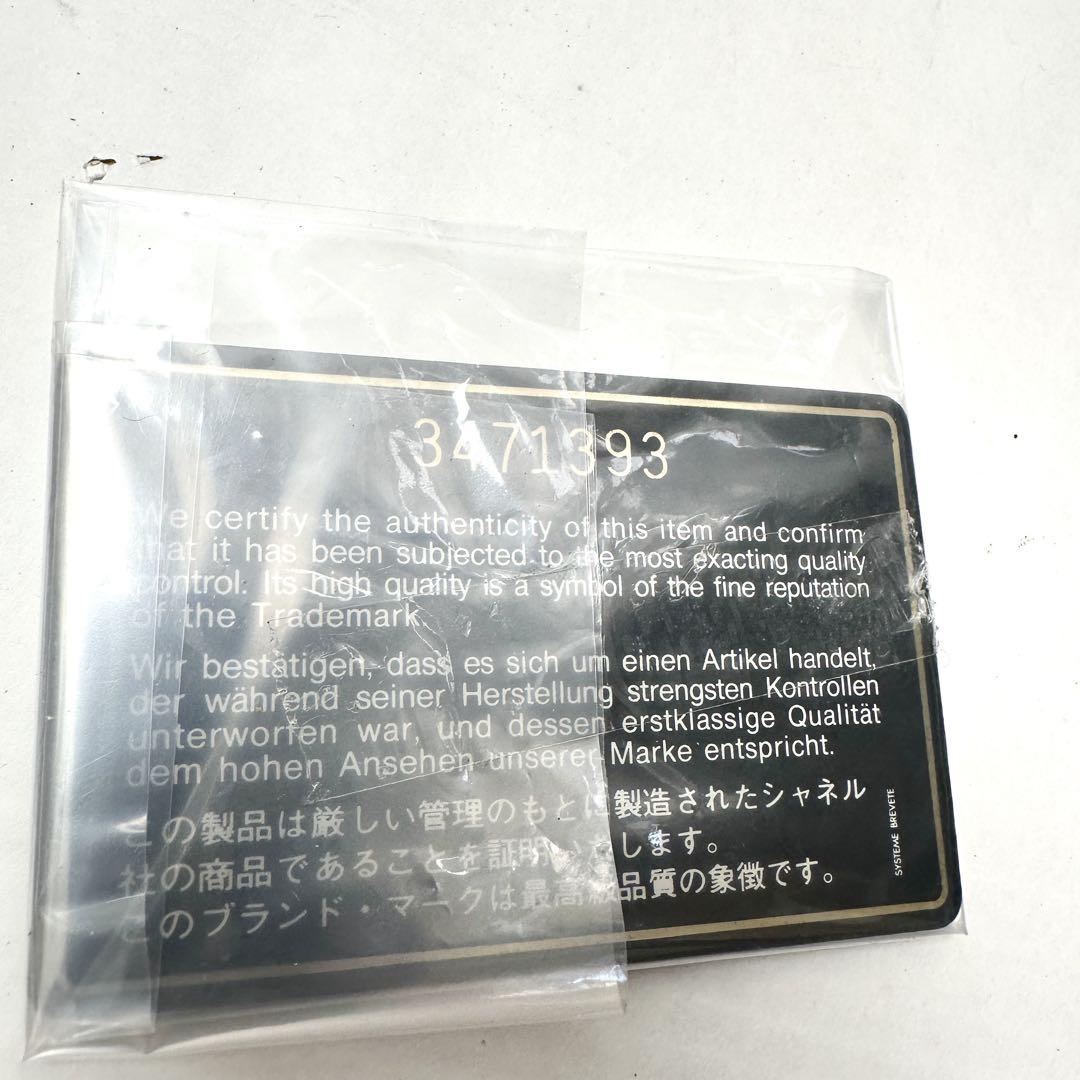 3471393
We certify the authenticity of this item and confirm
that it has been subjected to the most exacting quality
control. Its high quality is a symbol of the fine reputation
of the Trademark
Wir bestätigen, dass es sich um einen Artikel handelt,
der während seiner Herstellung strengsten Kontrollen
unterworfen war, und dessen erstklassige Qualität
dem hohen Ansehen unserer Marke entspricht.
この製品は厳しい管理のもとに製造されたシャネル
社の商品であることを証明いたします。
このブランド・マークは最高級品質の象徴です。
SYSTEME BREVETE